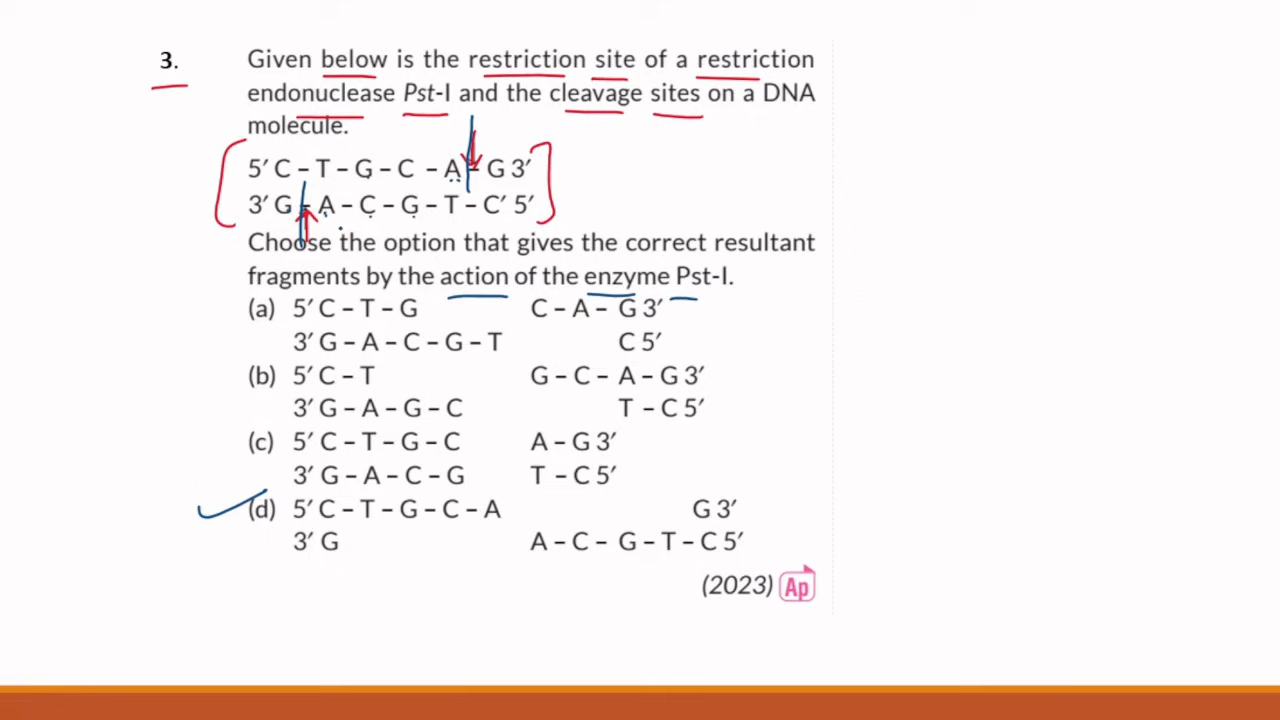 3.
Given below is the restriction site of a restriction
endonuclease Pst-I and the cleavage sites on a DNA
molecule.
5′ C – T – G – C – A – G 3′
3′ G – A – C – G – T – C′ 5′
Choose the option that gives the correct resultant
fragments by the action of the enzyme Pst-I.
(a) 5′ C – T – G C – A – G 3′
3′ G – A – C – G – T C 5′
(b) 5′ C – T G – C – A – G 3′
3′ G – A – G – C T – C 5′
(c) 5′ C – T – G – C A – G 3′
3′ G – A – C – G T – C 5′
(d) 5′ C – T – G – C – A G 3′
3′ G A – C – G – T – C 5′
(2023) Ap